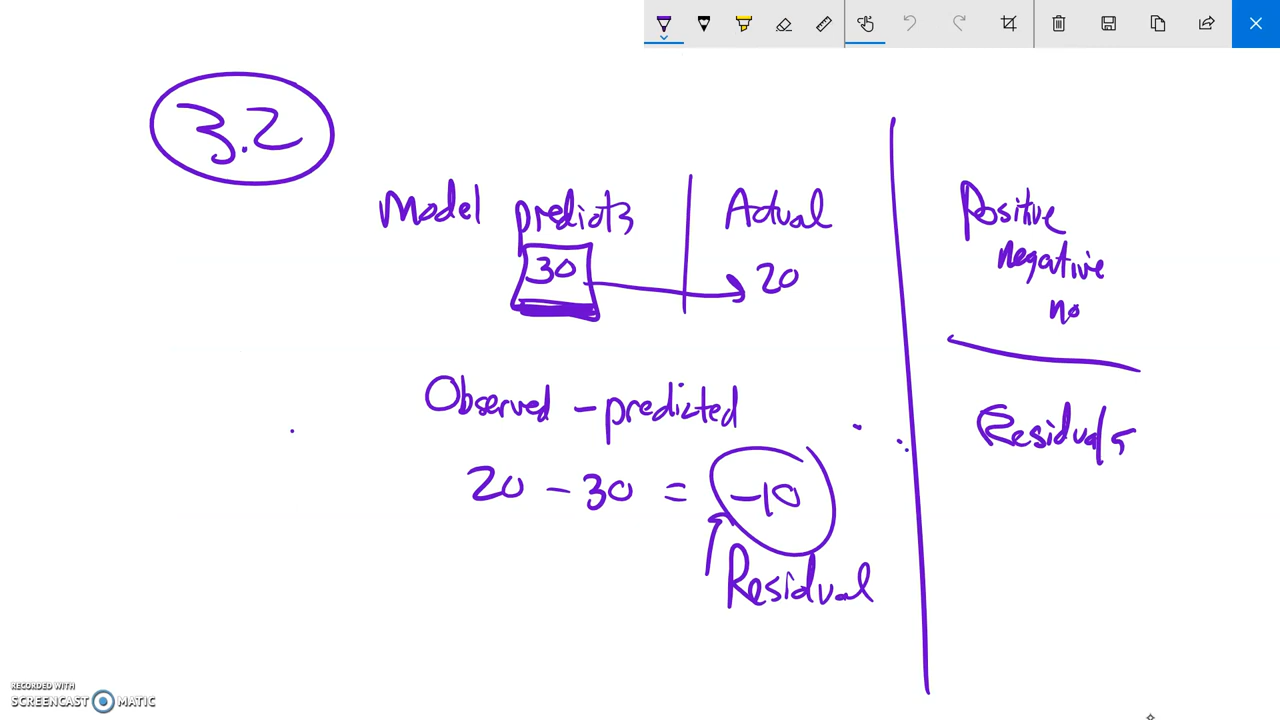 3.2
Model predicts Actual
30 20
Observed - predicted
20 - 30 = -10
Residual
Positive
negative
no
Residuals
RECORDED WITH
SCREENCAST MATIC